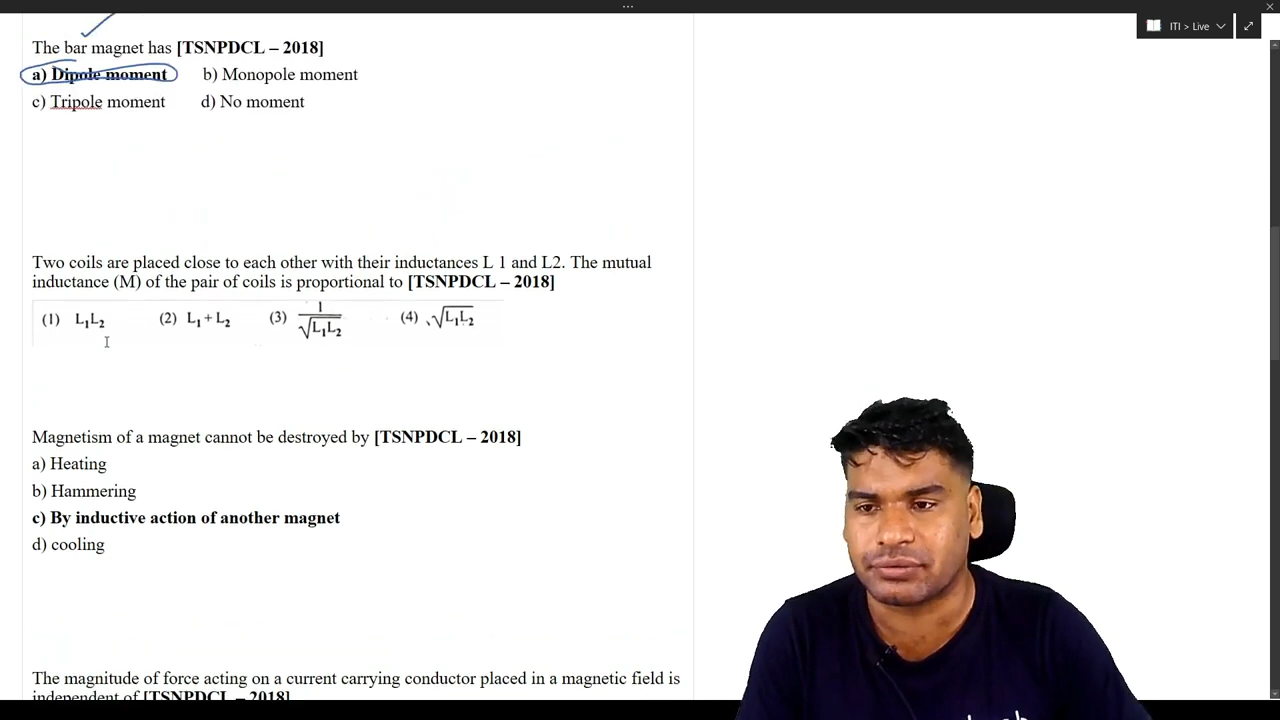 ITI > Live
The bar magnet has [TSNPDCL – 2018]
a) Dipole moment b) Monopole moment
c) Tripole moment d) No moment
Two coils are placed close to each other with their inductances L 1 and L2. The mutual
inductance (M) of the pair of coils is proportional to [TSNPDCL – 2018]
(1) L₁L₂ (2) L₁ + L₂ (3) 1/√L₁L₂ (4) √L₁L₂
Magnetism of a magnet cannot be destroyed by [TSNPDCL – 2018]
a) Heating
b) Hammering
c) By inductive action of another magnet
d) cooling
The magnitude of force acting on a current carrying conductor placed in a magnetic field is
independent of [TSNPDCL – 2018]